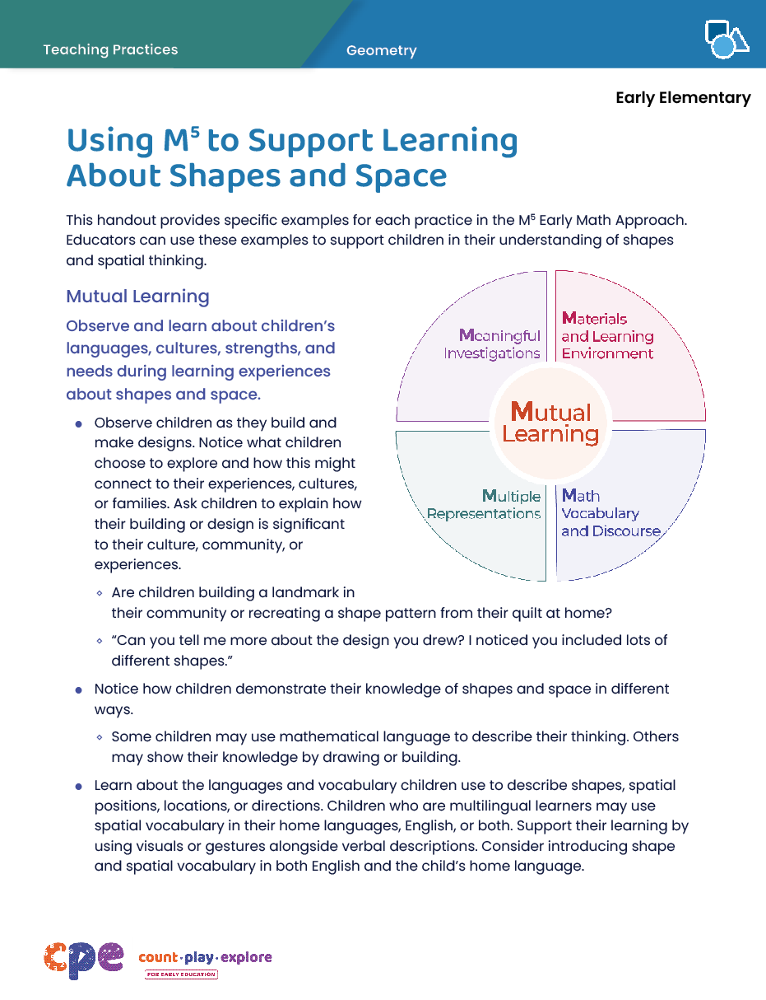 Teaching Practices
Geometry
Early Elementary
Using M⁵ to Support Learning
About Shapes and Space
This handout provides specific examples for each practice in the M⁵ Early Math Approach.
Educators can use these examples to support children in their understanding of shapes
and spatial thinking.
Mutual Learning
Observe and learn about children’s
languages, cultures, strengths, and
needs during learning experiences
about shapes and space.
● Observe children as they build and
make designs. Notice what children
choose to explore and how this might
connect to their experiences, cultures,
or families. Ask children to explain how
their building or design is significant
to their culture, community, or
experiences.
Meaningful
Investigations
Materials
and Learning
Environment
Mutual
Learning
Multiple
Representations
Math
Vocabulary
and Discourse
⋄ Are children building a landmark in
their community or recreating a shape pattern from their quilt at home?
⋄ “Can you tell me more about the design you drew? I noticed you included lots of
different shapes.”
● Notice how children demonstrate their knowledge of shapes and space in different
ways.
⋄ Some children may use mathematical language to describe their thinking. Others
may show their knowledge by drawing or building.
● Learn about the languages and vocabulary children use to describe shapes, spatial
positions, locations, or directions. Children who are multilingual learners may use
spatial vocabulary in their home languages, English, or both. Support their learning by
using visuals or gestures alongside verbal descriptions. Consider introducing shape
and spatial vocabulary in both English and the child’s home language.
cpe
count·play·explore
FOR EARLY EDUCATION